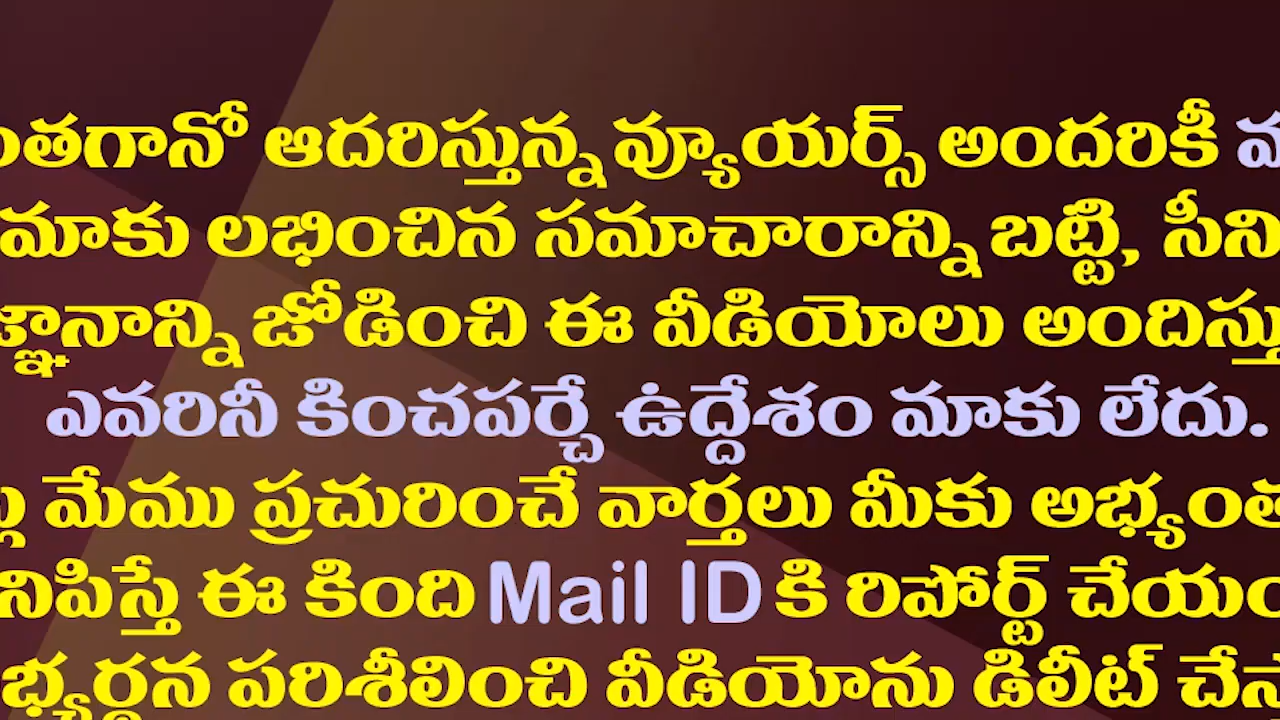 ంతగానో ఆదరిస్తున్న వ్యూయర్స్ అందరికీ
మాకు లభించిన సమాచారాన్ని బట్టి, సీని
జ్ఞానాన్ని జోడించి ఈ వీడియోలు అందిస్తు
ఎవరినీ కించపర్చే ఉద్దేశం మాకు లేదు.
ల్ల మేము ప్రచురించే వార్తలు మీకు అభ్యంత
నిపిస్తే ఈ కింది Mail ID కి రిపోర్ట్ చేయం
భ్యర్థన పరిశీలించి వీడియోను డిలీట్ చేస